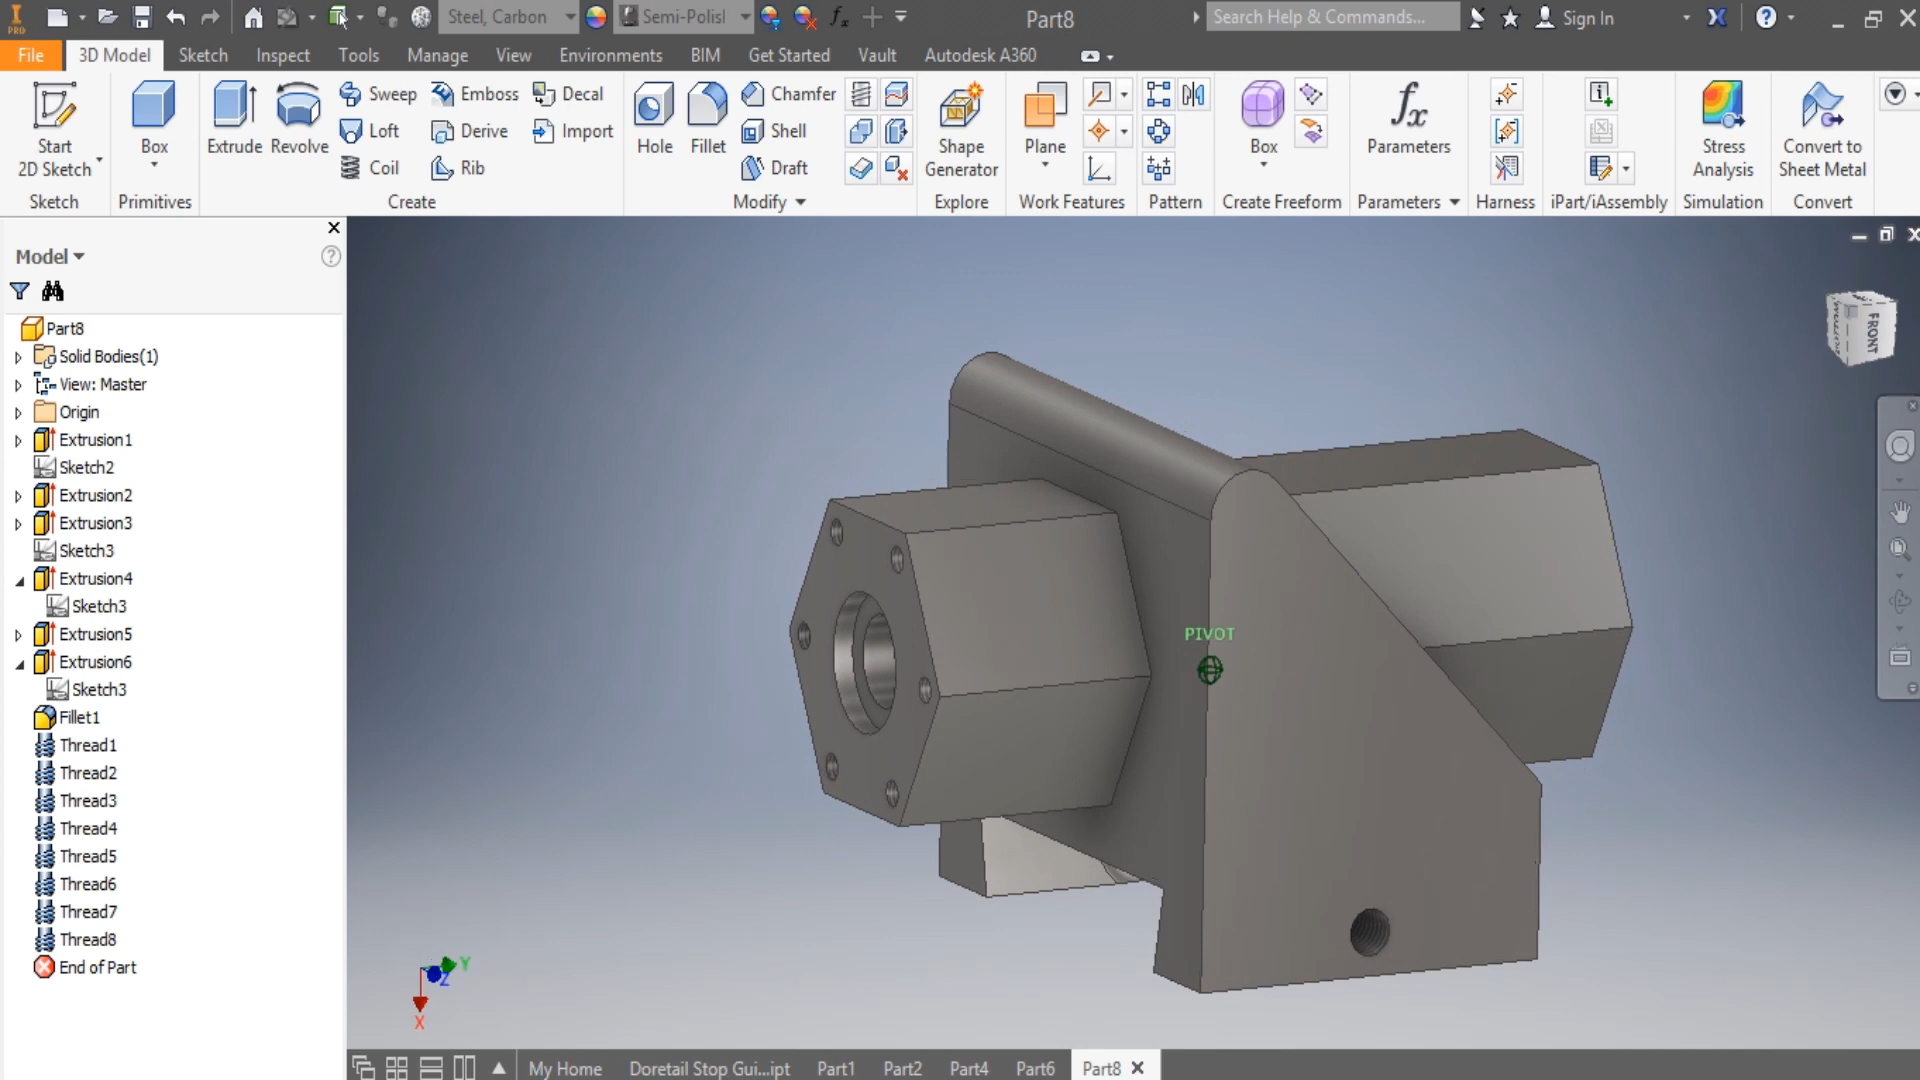 PRO
Steel, Carbon
Semi-Polisl
Part8
Search Help & Commands...
Sign In
File
3D Model
Sketch
Inspect
Tools
Manage
View
Environments
BIM
Get Started
Vault
Autodesk A360
Start
2D Sketch
Box
Extrude
Revolve
Sweep
Loft
Coil
Emboss
Derive
Rib
Decal
Import
Hole
Fillet
Chamfer
Shell
Draft
Shape
Generator
Plane
Box
Parameters
Stress
Analysis
Convert to
Sheet Metal
Sketch
Primitives
Create
Modify
Explore
Work Features
Pattern
Create Freeform
Parameters
Harness
iPart/iAssembly
Simulation
Convert
Model
Part8
Solid Bodies(1)
View: Master
Origin
Extrusion1
Sketch2
Extrusion2
Extrusion3
Sketch3
Extrusion4
Sketch3
Extrusion5
Extrusion6
Sketch3
Fillet1
Thread1
Thread2
Thread3
Thread4
Thread5
Thread6
Thread7
Thread8
End of Part
FRONT
PIVOT
Y
Z
X
My Home
Doretail Stop Gui...ipt
Part1
Part2
Part4
Part6
Part8